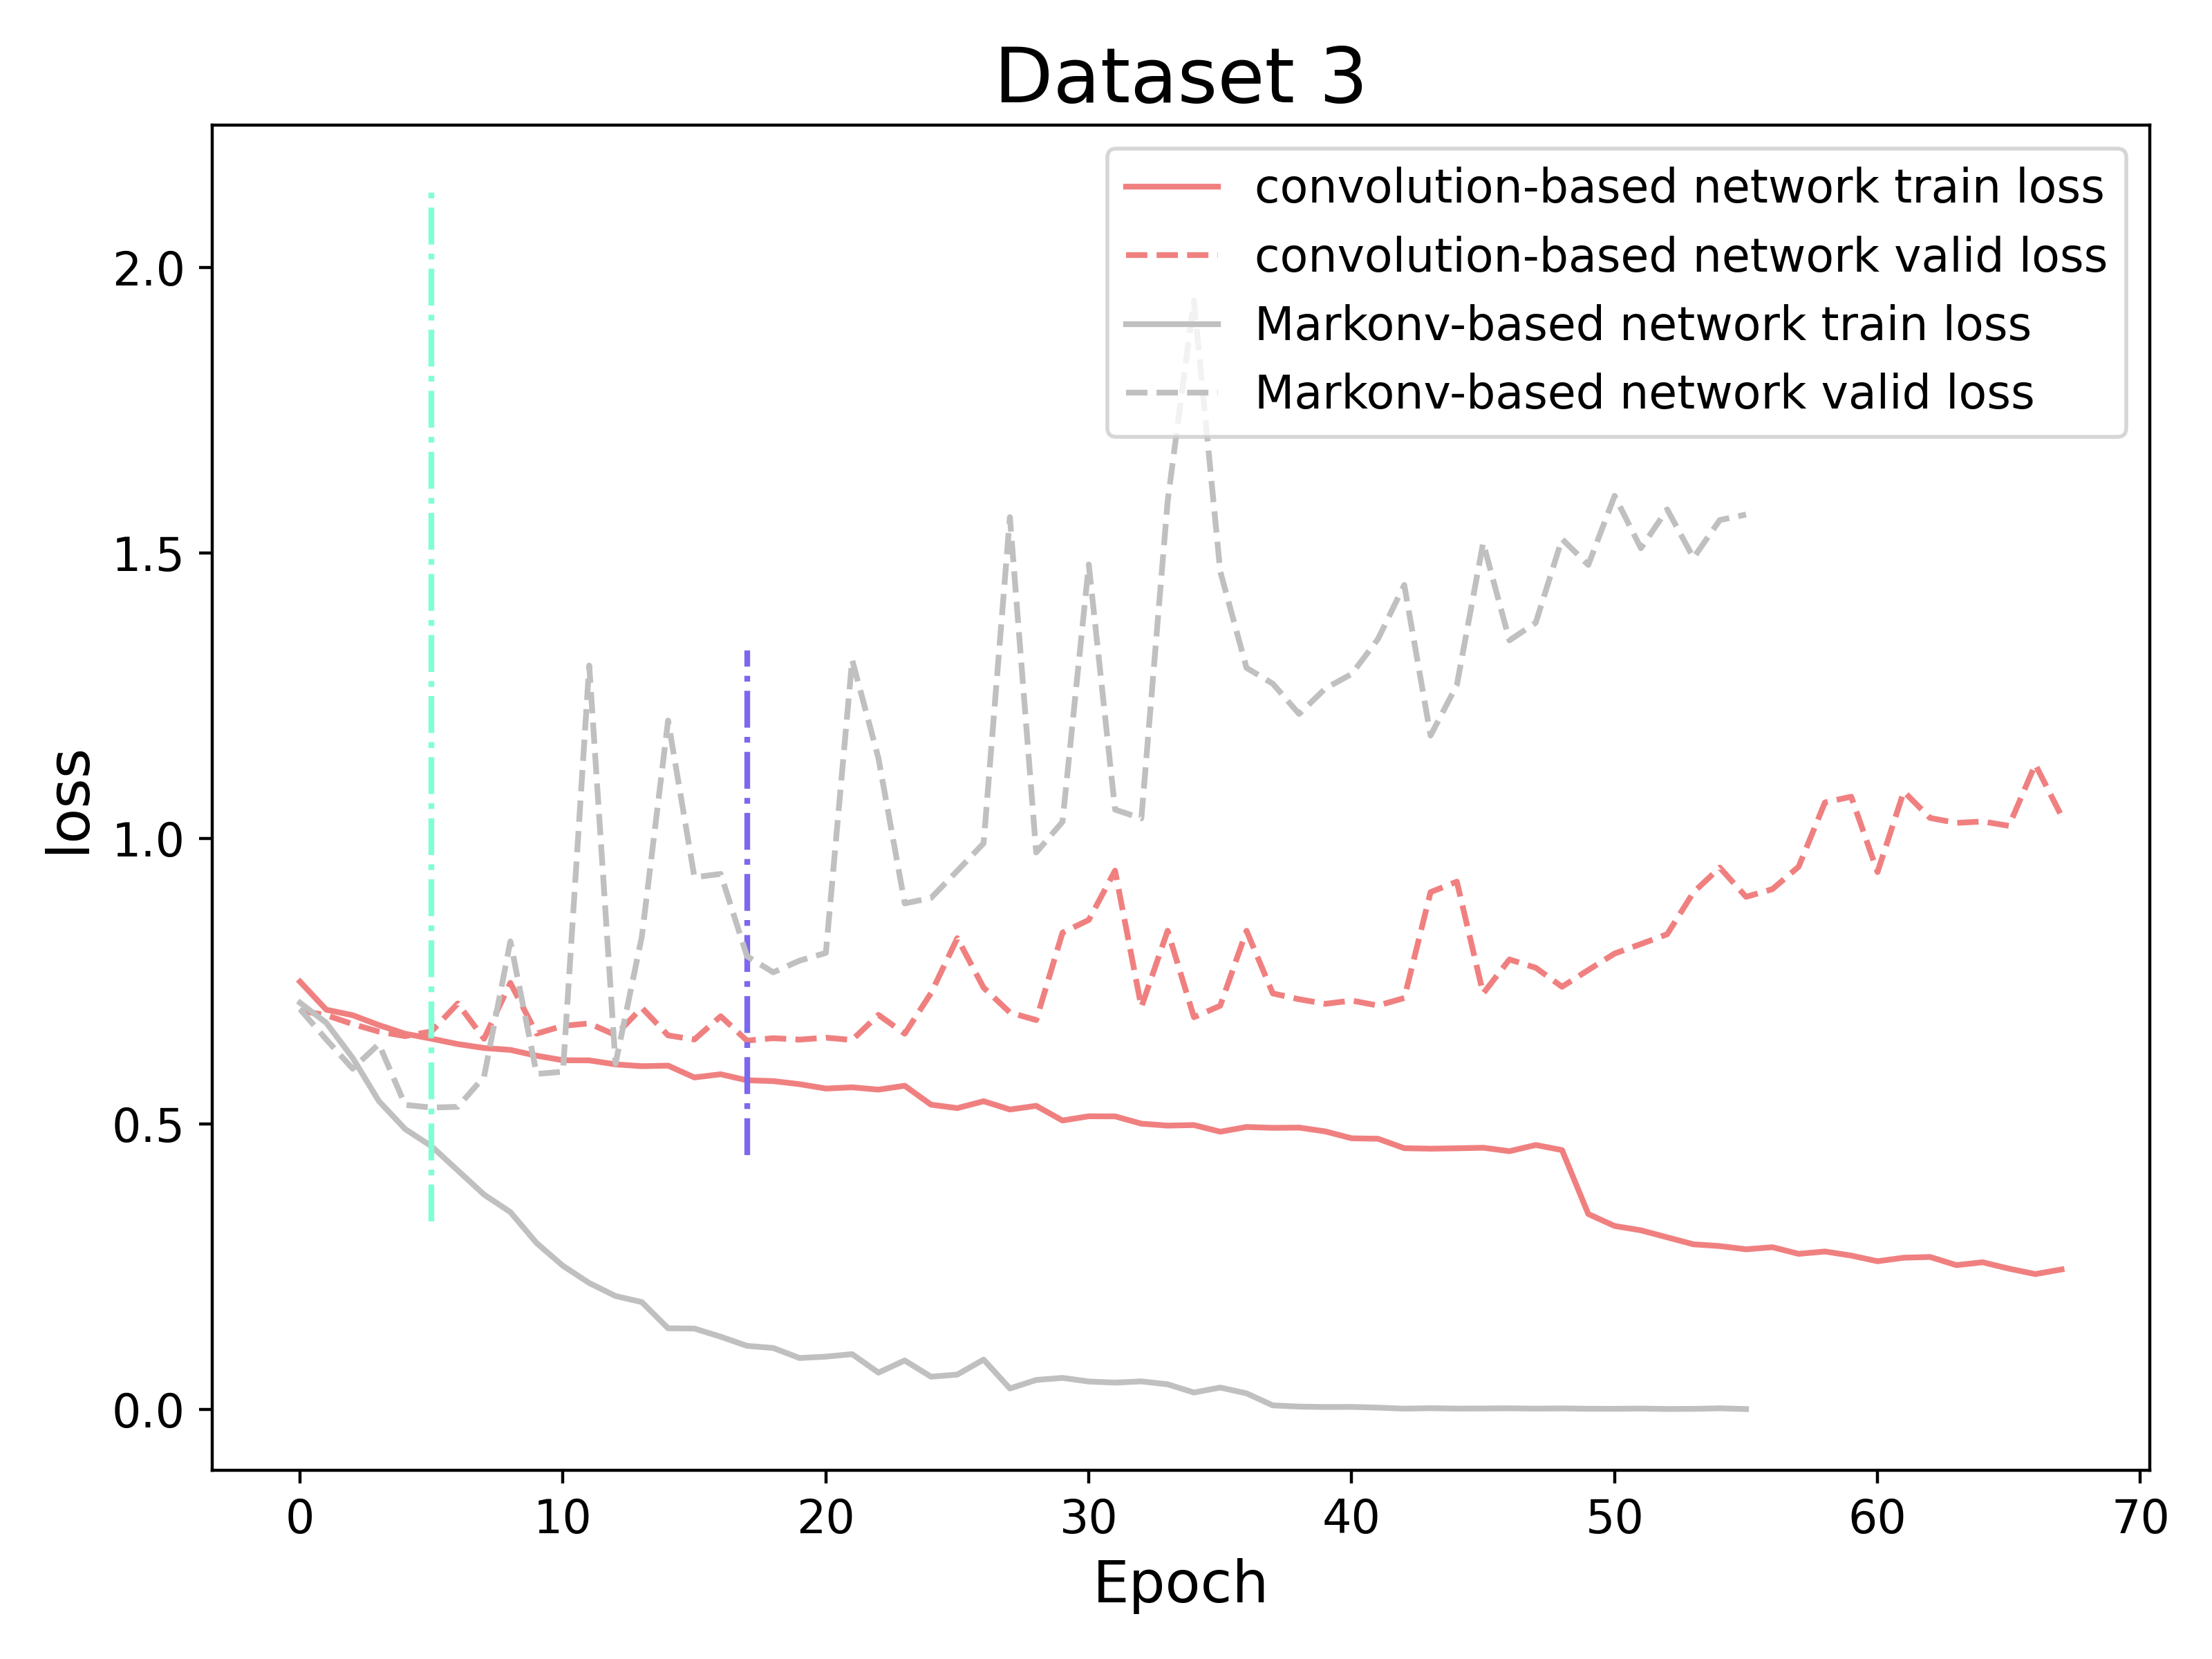 Dataset 3
convolution-based network train loss
convolution-based network valid loss
Markonv-based network train loss
Markonv-based network valid loss
loss
2.0
1.5
1.0
0.5
0.0
0 10 20 30 40 50 60 70
Epoch